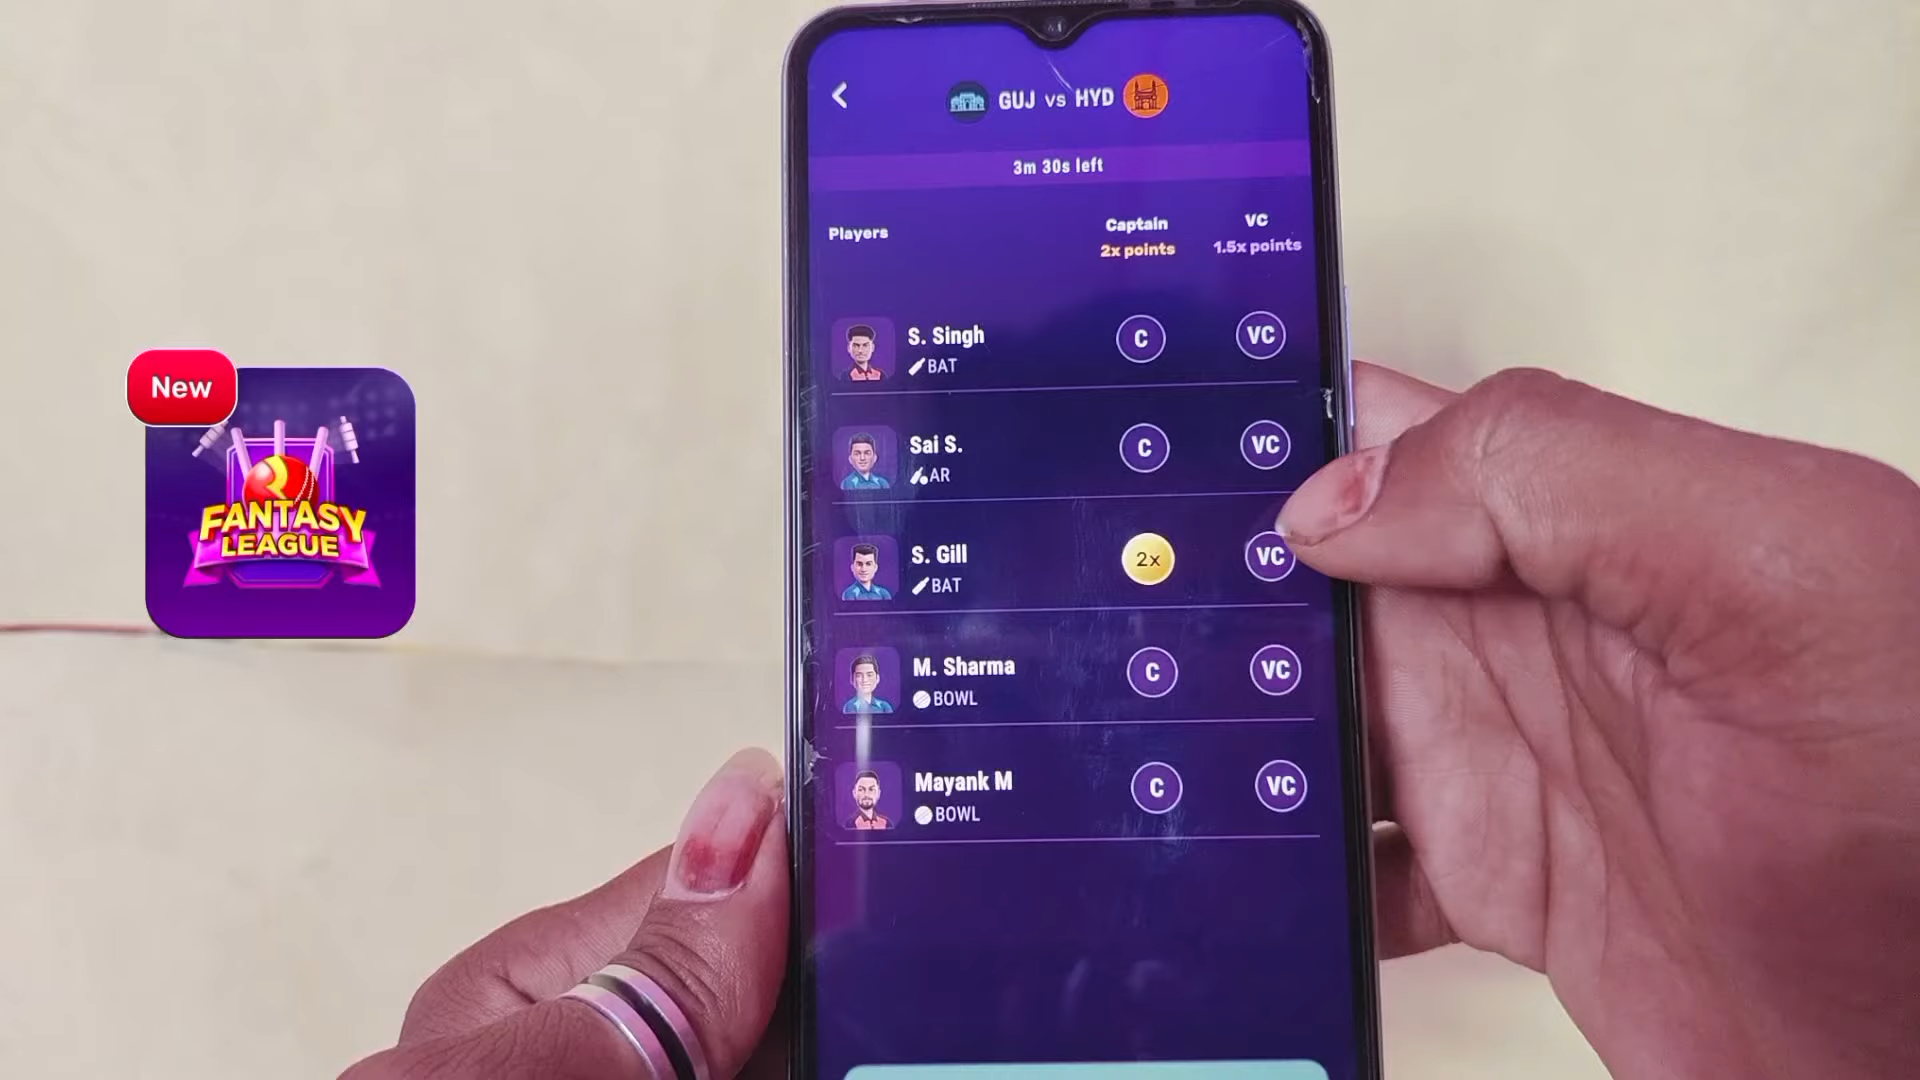 GUJ vs HYD
3m 30s left
Players
Captain
2x points
VC
1.5x points
S. Singh
BAT
C
VC
Sai S.
AR
C
VC
S. Gill
BAT
2x
VC
M. Sharma
BOWL
C
VC
Mayank M
BOWL
C
VC
New
FANTASY
LEAGUE